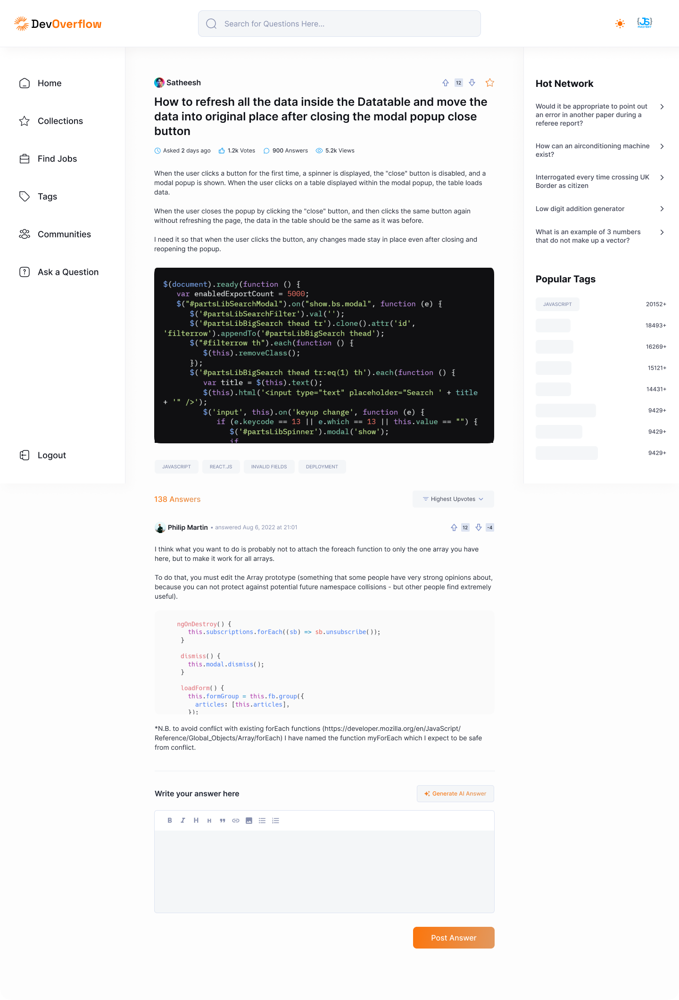 DevOverflow
Search for Questions Here...
{JS}
MASTERY
Home
Collections
Find Jobs
Tags
Communities
Ask a Question
Logout
Satheesh
12
How to refresh all the data inside the Datatable and move the
data into original place after closing the modal popup close
button
Asked 2 days ago 1.2k Votes 900 Answers 5.2k Views
When the user clicks a button for the first time, a spinner is displayed, the "close" button is disabled, and a
modal popup is shown. When the user clicks on a table displayed within the modal popup, the table loads
data.
When the user closes the popup by clicking the "close" button, and then clicks the same button again
without refreshing the page, the data in the table should be the same as it was before.
I need it so that when the user clicks the button, any changes made stay in place even after closing and
reopening the popup.
$(document).ready(function () {
var enabledExportCount = 5000;
$("#partsLibSearchModal").on("show.bs.modal", function (e) {
$('#partsLibSearchFilter').val('');
$('#partsLibBigSearch thead tr').clone().attr('id',
'filterrow').appendTo('#partsLibBigSearch thead');
$("#filterrow th").each(function () {
$(this).removeClass();
});
$('#partsLibBigSearch thead tr:eq(1) th').each(function () {
var title = $(this).text();
$(this).html('<input type="text" placeholder="Search ' + title
+ '" />');
$('input', this).on('keyup change', function (e) {
if (e.keycode == 13 || e.which == 13 || this.value == "") {
$('#partsLibSpinner').modal('show');
if
JAVASCRIPT REACT.JS INVALID FIELDS DEPLOYMENT
138 Answers
Highest Upvotes
Philip Martin • answered Aug 6, 2022 at 21:01
12 -4
I think what you want to do is probably not to attach the foreach function to only the one array you have
here, but to make it work for all arrays.
To do that, you must edit the Array prototype (something that some people have very strong opinions about,
because you can not protect against potential future namespace collisions - but other people find extremely
useful).
ngOnDestroy() {
this.subscriptions.forEach((sb) => sb.unsubscribe());
}
dismiss() {
this.modal.dismiss();
}
loadForm() {
this.formGroup = this.fb.group({
articles: [this.articles],
});
*N.B. to avoid conflict with existing forEach functions (https://developer.mozilla.org/en/JavaScript/
Reference/Global_Objects/Array/forEach) I have named the function myForEach which I expect to be safe
from conflict.
Write your answer here
Generate AI Answer
B I H H
Post Answer
Hot Network
Would it be appropriate to point out
an error in another paper during a
referee report?
How can an airconditioning machine
exist?
Interrogated every time crossing UK
Border as citizen
Low digit addition generator
What is an example of 3 numbers
that do not make up a vector?
Popular Tags
JAVASCRIPT 20152+
18493+
16269+
15121+
14431+
9429+
9429+
9429+